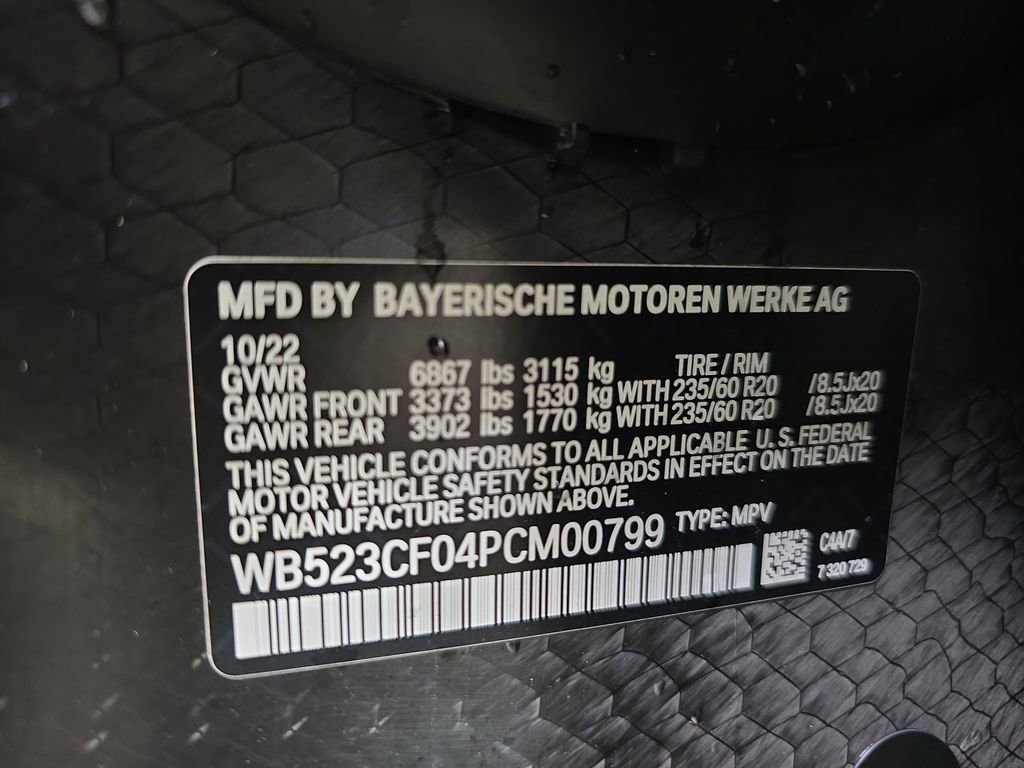 MFD BY BAYERISCHE MOTOREN WERKE AG
10/22
TIRE / RIM
GVWR 6867 lbs 3115 kg
GAWR FRONT 3373 lbs 1530 kg WITH 235/60 R20 /8.5Jx20
GAWR REAR 3902 lbs 1770 kg WITH 235/60 R20 /8.5Jx20
THIS VEHICLE CONFORMS TO ALL APPLICABLE U. S. FEDERAL
MOTOR VEHICLE SAFETY STANDARDS IN EFFECT ON THE DATE
OF MANUFACTURE SHOWN ABOVE.
WB523CF04PCM00799 TYPE: MPV
C4A/7
7 320 729